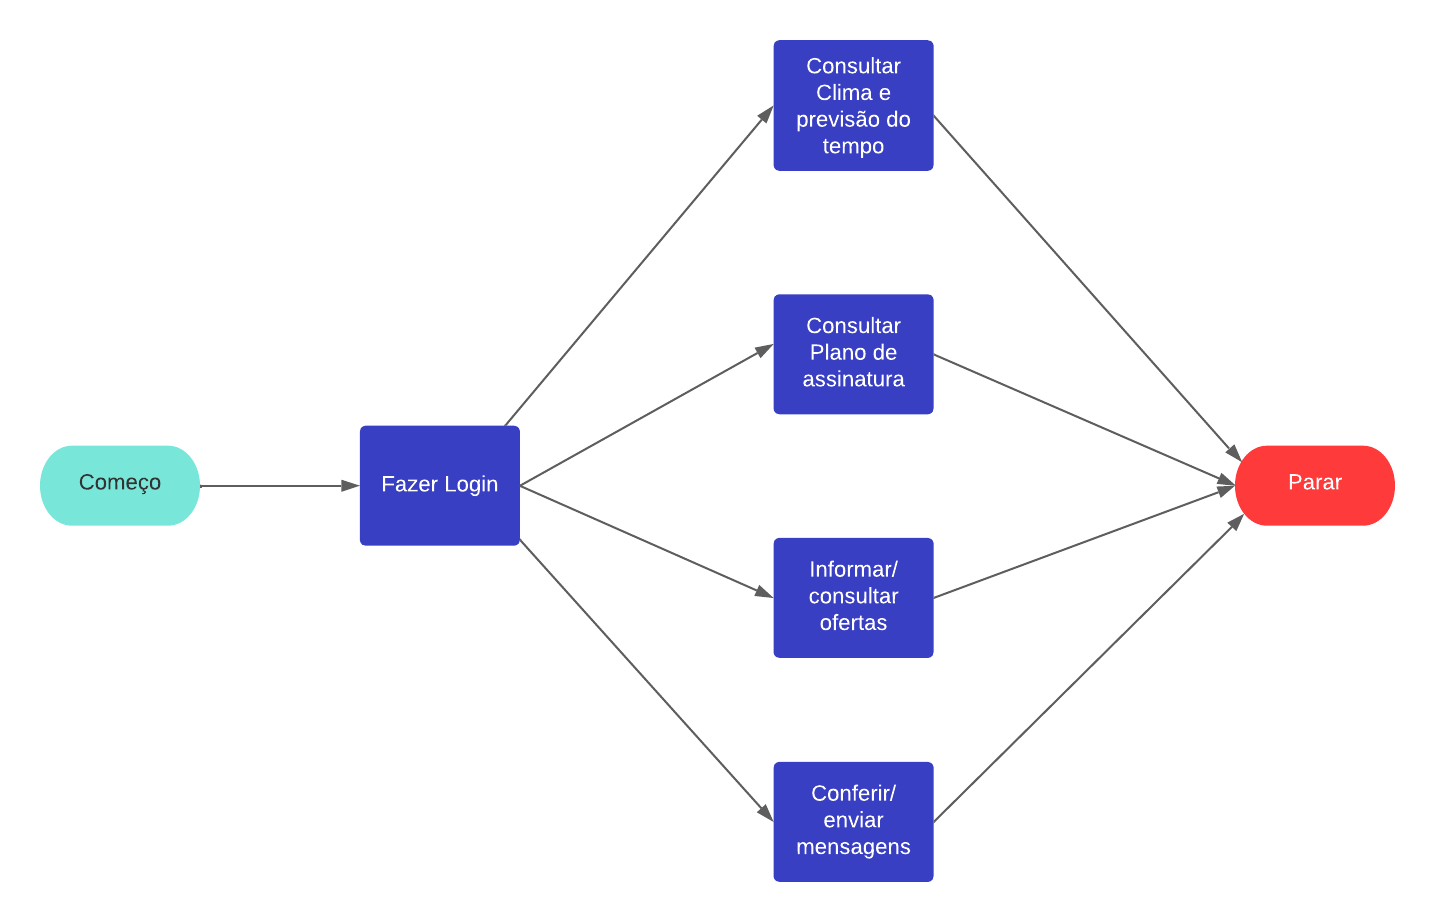 Começo
Fazer Login
Consultar
Clima e
previsão do
tempo
Consultar
Plano de
assinatura
Informar/
consultar
ofertas
Conferir/
enviar
mensagens
Parar